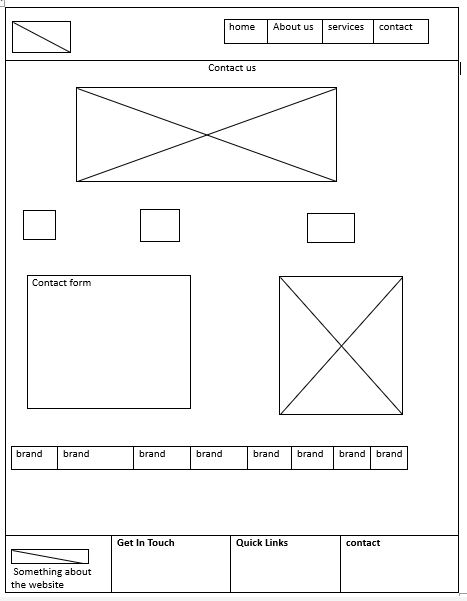 home About us services contact
Contact us
Contact form
brand brand brand brand brand brand brand brand
Get In Touch Quick Links contact
Something about
the website